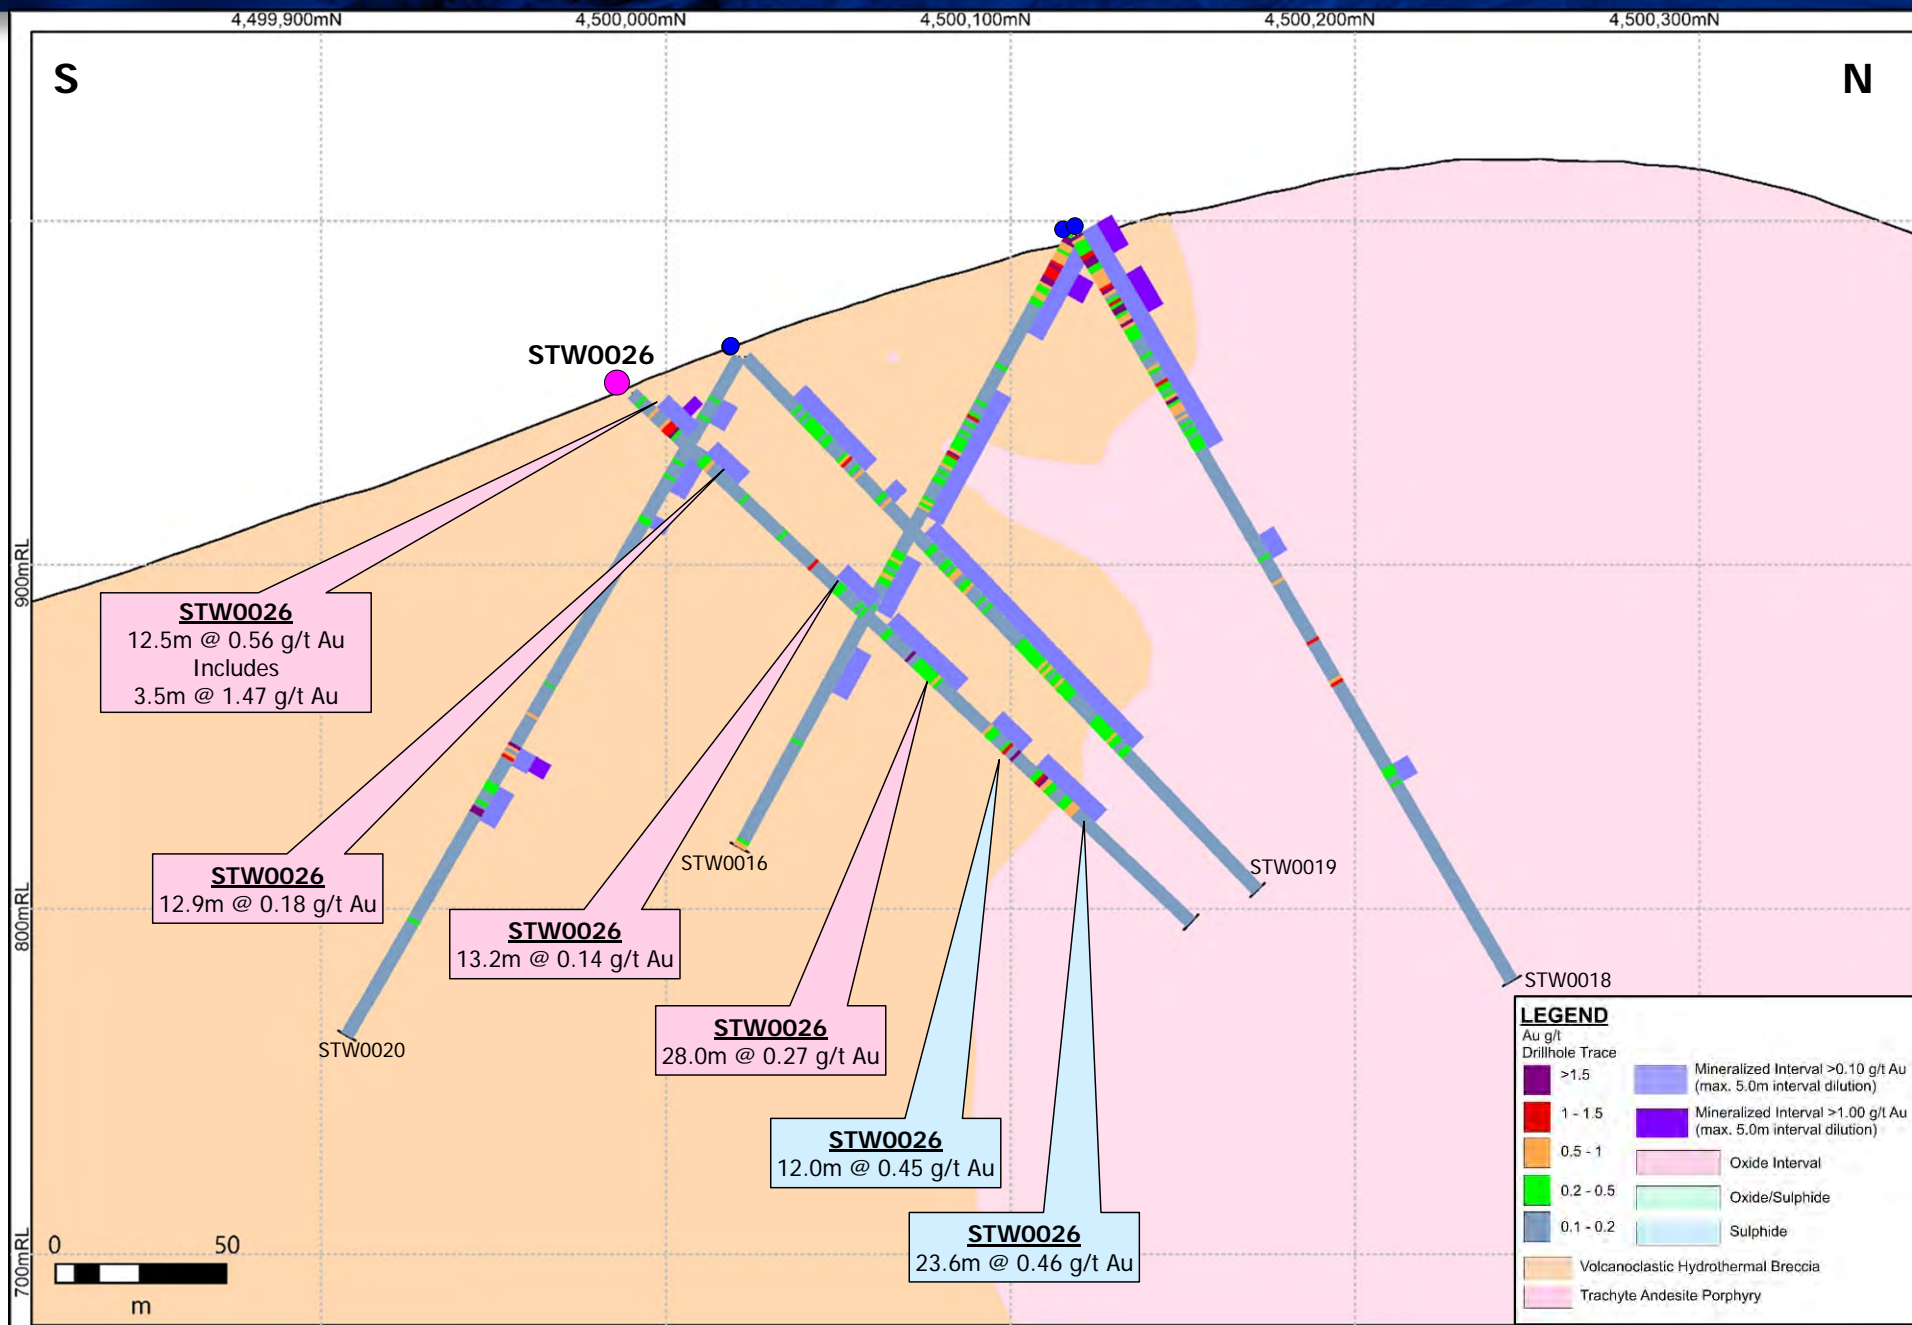 4,499,900mN
4,500,000mN
4,500,100mN
4,500,200mN
4,500,300mN
S
N
STW0026
900mRL
800mRL
700mRL
STW0026
12.5m @ 0.56 g/t Au
Includes
3.5m @ 1.47 g/t Au
STW0026
12.9m @ 0.18 g/t Au
STW0026
13.2m @ 0.14 g/t Au
STW0026
28.0m @ 0.27 g/t Au
STW0026
12.0m @ 0.45 g/t Au
STW0026
23.6m @ 0.46 g/t Au
STW0016
STW0019
STW0018
STW0020
0 50
m
LEGEND
Au g/t
Drillhole Trace
>1.5
1 - 1.5
0.5 - 1
0.2 - 0.5
0.1 - 0.2
Mineralized Interval >0.10 g/t Au
(max. 5.0m interval dilution)
Mineralized Interval >1.00 g/t Au
(max. 5.0m interval dilution)
Oxide Interval
Oxide/Sulphide
Sulphide
Volcanoclastic Hydrothermal Breccia
Trachyte Andesite Porphyry